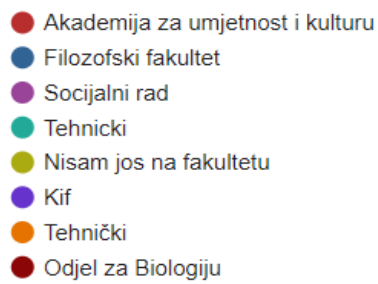 Akademija za umjetnost i kulturu
Filozofski fakultet
Socijalni rad
Tehnicki
Nisam jos na fakultetu
Kif
Tehnički
Odjel za Biologiju